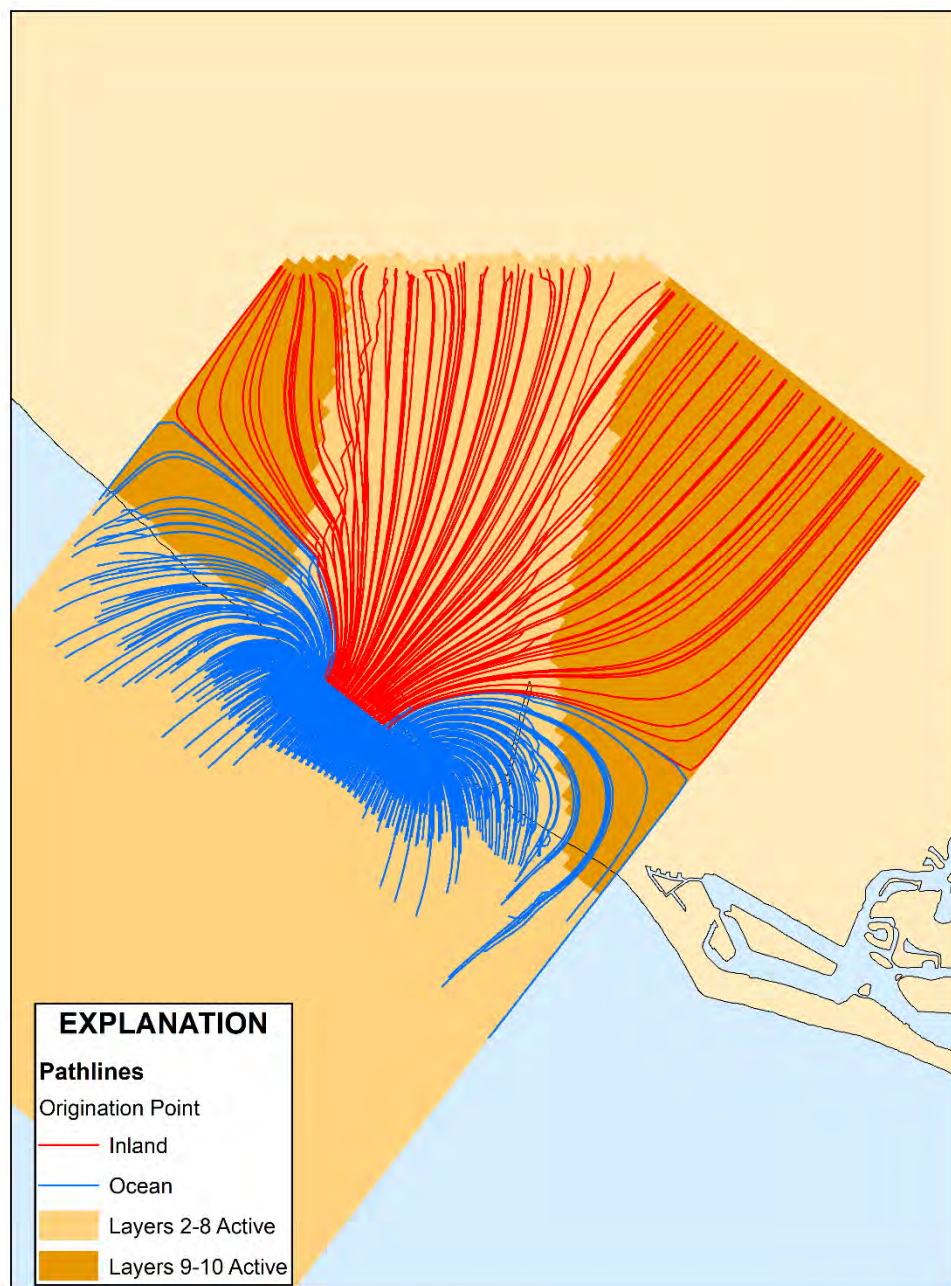 EXPLANATION
Pathlines
Origination Point
Inland
Ocean
Layers 2-8 Active
Layers 9-10 Active